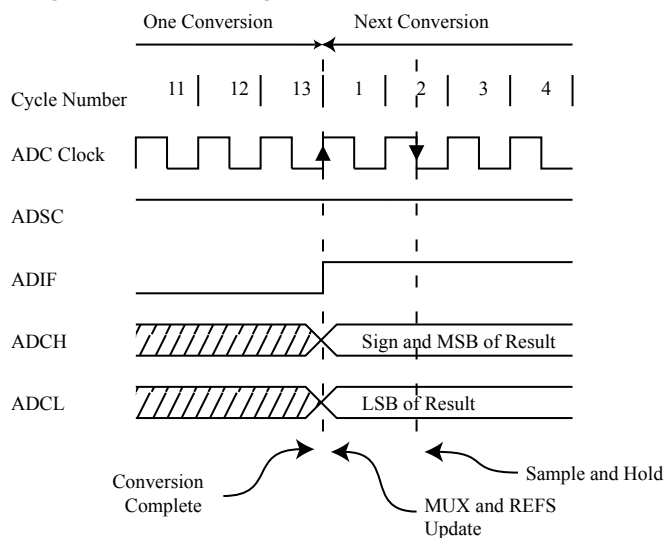 One Conversion Next Conversion
Cycle Number 11 12 13 1 2 3 4
ADC Clock
ADSC
ADIF
ADCH Sign and MSB of Result
ADCL LSB of Result
Conversion
Complete
MUX and REFS
Update
Sample and Hold